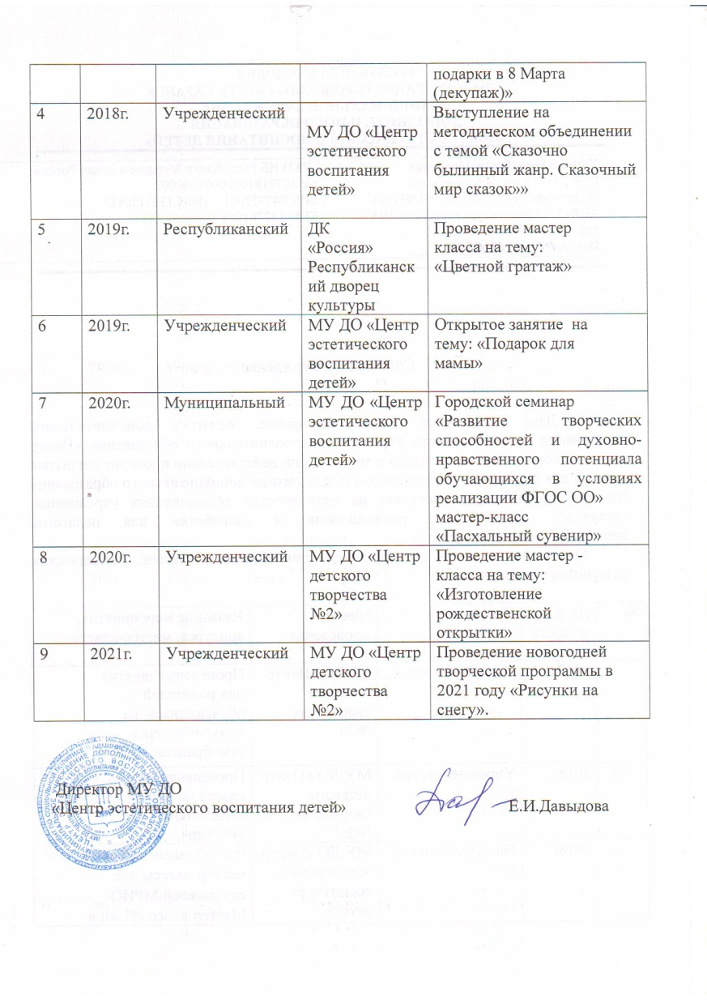 подарки в 8 Марта
(декупаж)»
4 2018г. Учрежденческий
МУ ДО «Центр
эстетического
воспитания
детей»
Выступление на
методическом объединении
с темой «Сказочно
былинный жанр. Сказочный
мир сказок»»
5 2019г. Республиканский
ДК
«Россия»
Республиканск
ий дворец
культуры
Проведение мастер
класса на тему:
«Цветной граттаж»
6 2019г. Учрежденческий
МУ ДО «Центр
эстетического
воспитания
детей»
Открытое занятие на
тему: «Подарок для
мамы»
7 2020г. Муниципальный
МУ ДО «Центр
эстетического
воспитания
детей»
Городской семинар
«Развитие творческих
способностей и духовно-
нравственного потенциала
обучающихся в условиях
реализации ФГОС ОО»
мастер-класс
«Пасхальный сувенир»
8 2020г. Учрежденческий
МУ ДО «Центр
детского
творчества
№2»
Проведение мастер -
класса на тему:
«Изготовление
рождественской
открытки»
9 2021г. Учрежденческий
МУ ДО «Центр
детского
творчества
№2»
Проведение новогодней
творческой программы в
2021 году «Рисунки на
снегу».
Директор МУ ДО
«Центр эстетического воспитания детей» Е.И.Давыдова